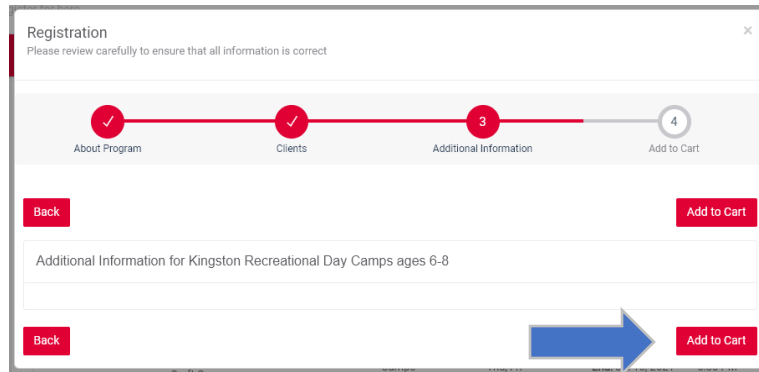 Registration
×
Please review carefully to ensure that all information is correct
3
4
About Program
Clients
Additional Information
Add to Cart
Back
Add to Cart
Additional Information for Kingston Recreational Day Camps ages 6-8
Back
Add to Cart